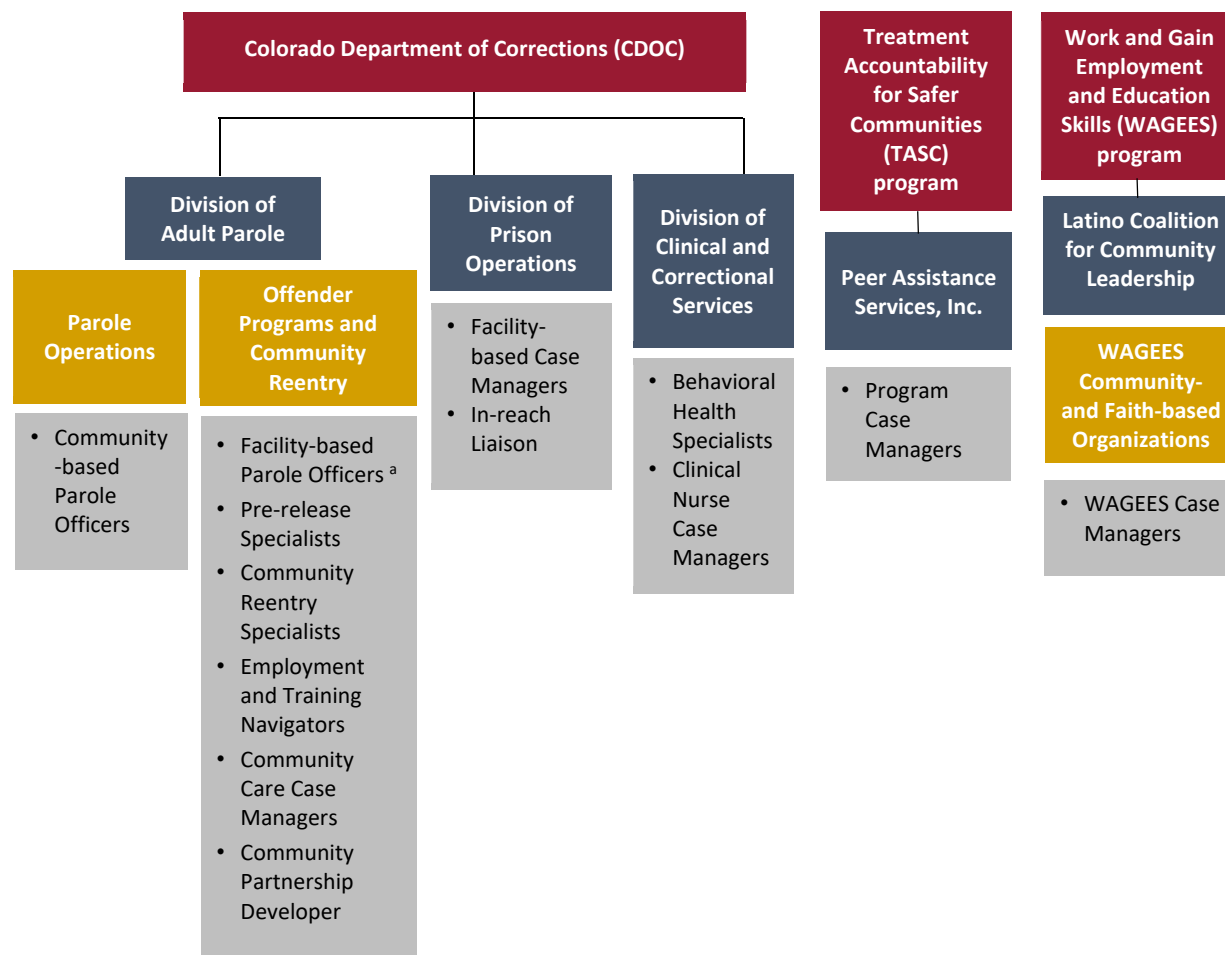 Colorado Department of Corrections (CDOC)
Division of
Adult Parole
Parole
Operations
• Community
-based
Parole
Officers
Offender
Programs and
Community
Reentry
• Facility-based
Parole Officers a
• Pre-release
Specialists
• Community
Reentry
Specialists
• Employment
and Training
Navigators
• Community
Care Case
Managers
• Community
Partnership
Developer
Division of
Prison
Operations
• Facility-
based Case
Managers
• In-reach
Liaison
Division of
Clinical and
Correctional
Services
• Behavioral
Health
Specialists
• Clinical
Nurse
Case
Managers
Treatment
Accountability
for Safer
Communities
(TASC)
program
Peer Assistance
Services, Inc.
• Program
Case
Managers
Work and Gain
Employment
and Education
Skills (WAGEES)
program
Latino Coalition
for Community
Leadership
WAGEES
Community-
and Faith-based
Organizations
• WAGEES Case
Managers